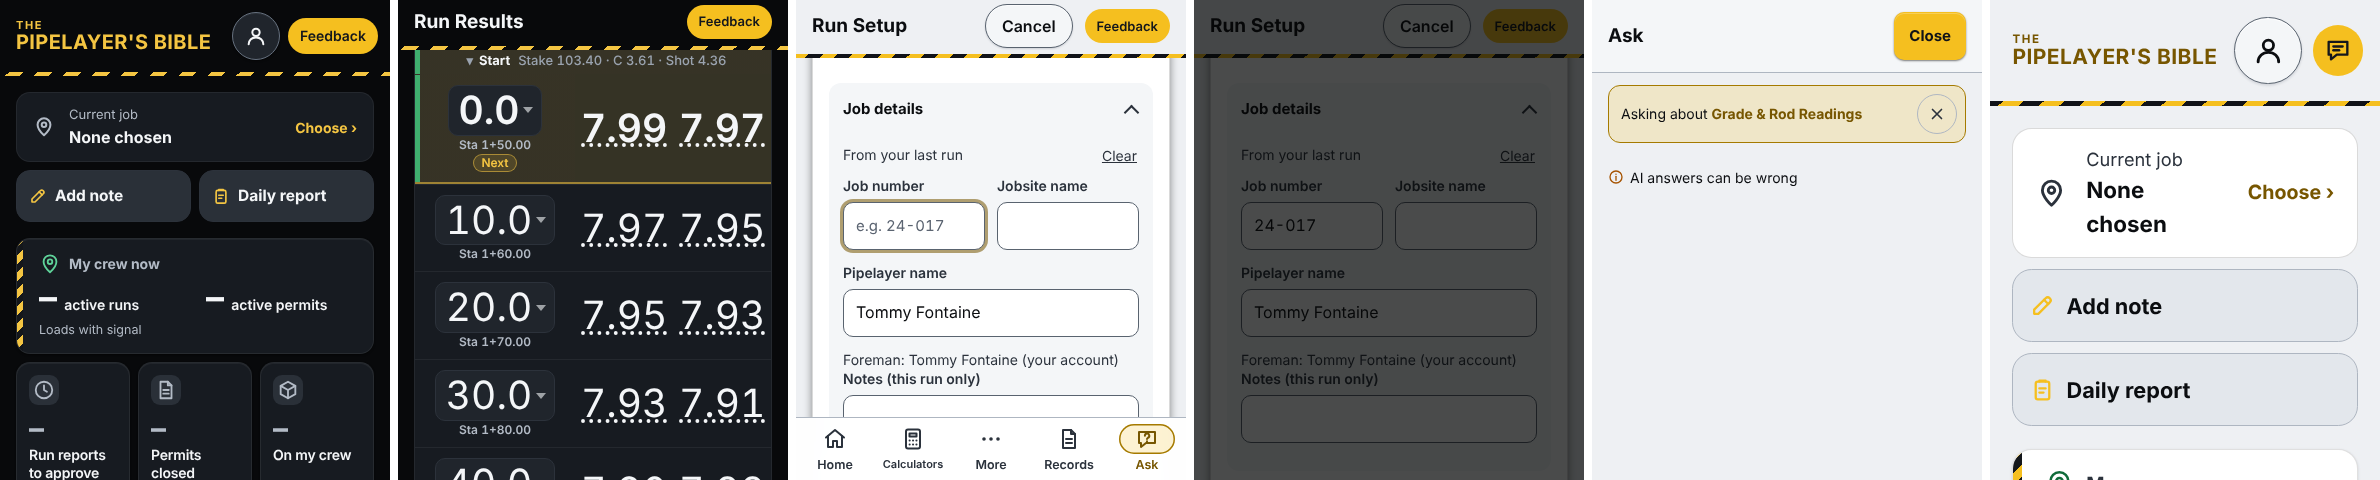 THE
PIPELAYER'S BIBLE
Feedback
Current job
None chosen
Choose ›
Add note
Daily report
My crew now
– active runs
– active permits
Loads with signal
–
Run reports
to approve
–
Permits
closed
–
On my crew
Run Results
Feedback
▾ Start Stake 103.40 · C 3.61 · Shot 4.36
0.0
7.99 7.97
Sta 1+50.00
Next
10.0
7.97 7.95
Sta 1+60.00
20.0
7.95 7.93
Sta 1+70.00
30.0
7.93 7.91
Sta 1+80.00
Run Setup
Cancel
Feedback
Job details
From your last run
Clear
Job number
Jobsite name
e.g. 24-017
Pipelayer name
Tommy Fontaine
Foreman: Tommy Fontaine (your account)
Notes (this run only)
Home
Calculators
More
Records
Ask
Run Setup
Cancel
Feedback
Job details
From your last run
Clear
Job number
Jobsite name
24-017
Pipelayer name
Tommy Fontaine
Foreman: Tommy Fontaine (your account)
Notes (this run only)
Ask
Close
Asking about Grade & Rod Readings
AI answers can be wrong
THE
PIPELAYER'S BIBLE
Current job
None
chosen
Choose ›
Add note
Daily report